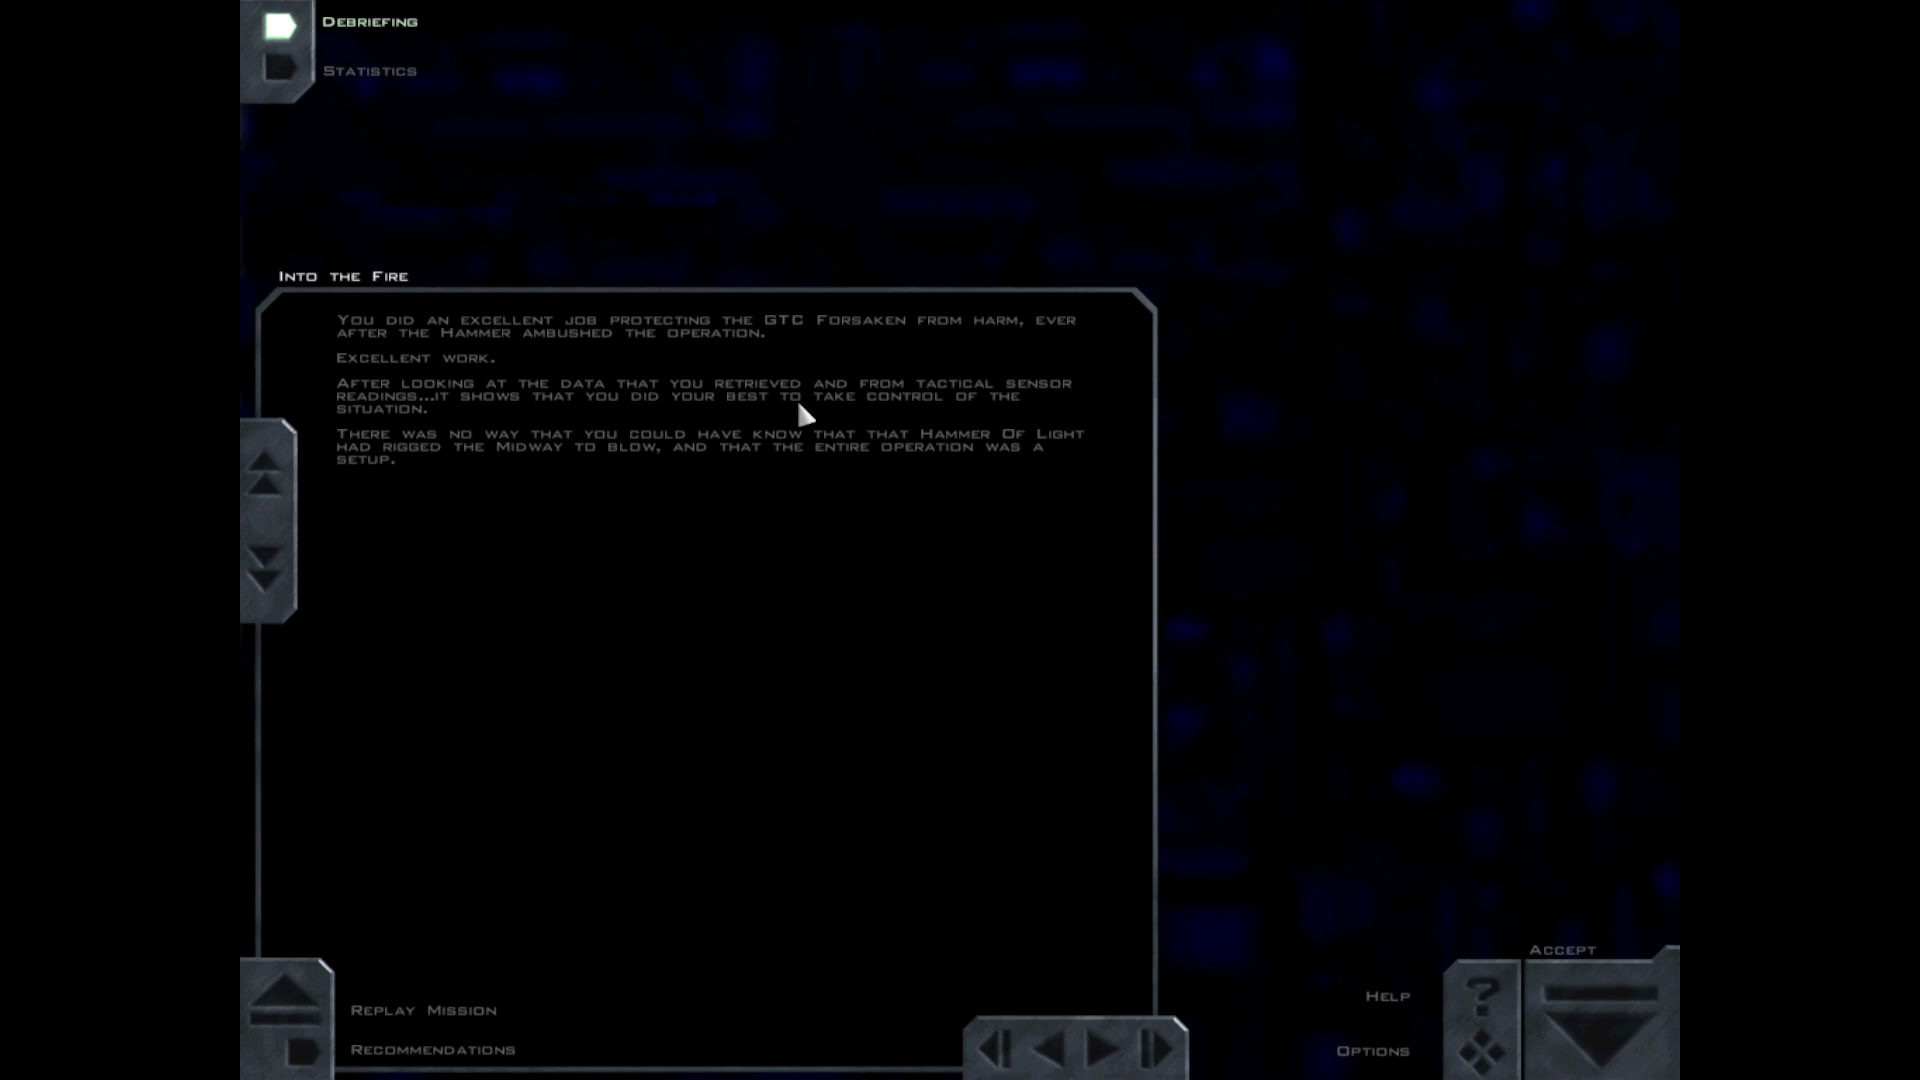 Debriefing
Statistics
Into the Fire
You did an excellent job protecting the GTC Forsaken from harm, ever
after the Hammer ambushed the operation.
Excellent work.
After looking at the data that you retrieved and from tactical sensor
readings...it shows that you did your best to take control of the
situation.
There was no way that you could have know that that Hammer Of Light
had rigged the Midway to blow, and that the entire operation was a
setup.
Accept
Help
Replay Mission
Recommendations
Options